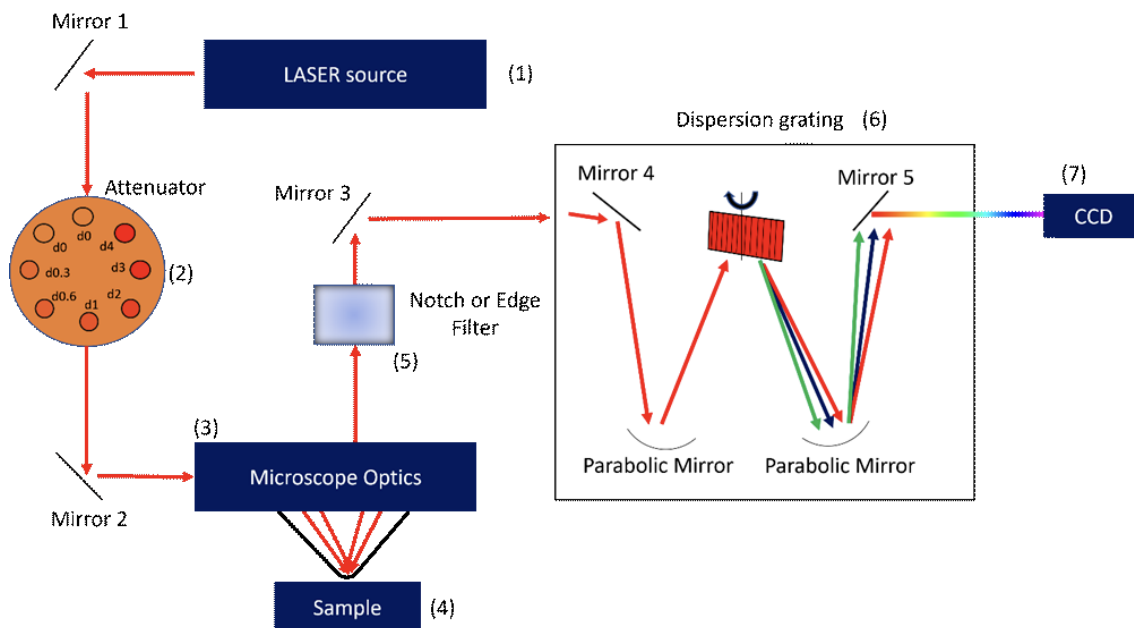 Mirror 1
LASER source
(1)
Dispersion grating (6)
Mirror 4
Mirror 5
(7)
CCD
Attenuator
Mirror 3
d0
d0
d4
d0.3
d3
d0.6
d1
d2
(2)
Notch or Edge
Filter
(5)
(3)
Microscope Optics
Parabolic Mirror
Parabolic Mirror
Mirror 2
Sample
(4)